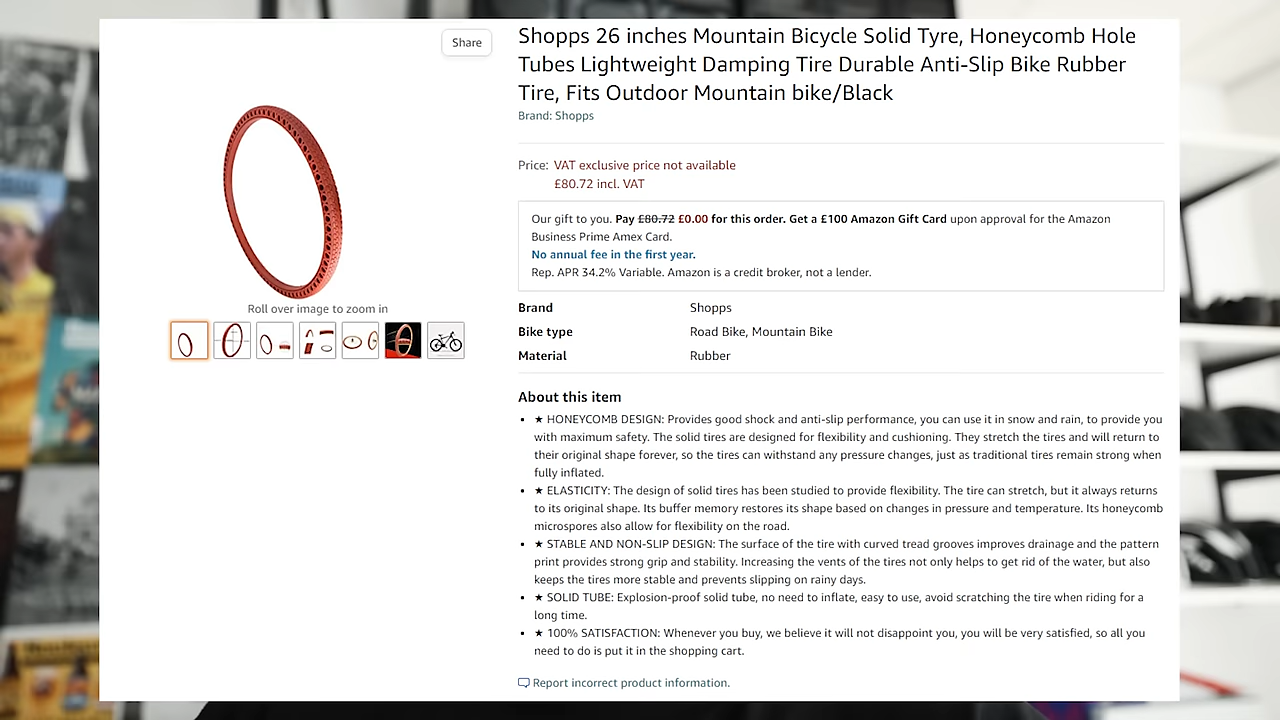 Share
Shopps 26 inches Mountain Bicycle Solid Tyre, Honeycomb Hole
Tubes Lightweight Damping Tire Durable Anti-Slip Bike Rubber
Tire, Fits Outdoor Mountain bike/Black
Brand: Shopps
Price: VAT exclusive price not available
£80.72 incl. VAT
Our gift to you. Pay £80.72 £0.00 for this order. Get a £100 Amazon Gift Card upon approval for the Amazon
Business Prime Amex Card.
No annual fee in the first year.
Rep. APR 34.2% Variable. Amazon is a credit broker, not a lender.
Roll over image to zoom in
Brand Shopps
Bike type Road Bike, Mountain Bike
Material Rubber
About this item
• ★ HONEYCOMB DESIGN: Provides good shock and anti-slip performance, you can use it in snow and rain, to provide you
with maximum safety. The solid tires are designed for flexibility and cushioning. They stretch the tires and will return to
their original shape forever, so the tires can withstand any pressure changes, just as traditional tires remain strong when
fully inflated.
• ★ ELASTICITY: The design of solid tires has been studied to provide flexibility. The tire can stretch, but it always returns
to its original shape. Its buffer memory restores its shape based on changes in pressure and temperature. Its honeycomb
microspores also allow for flexibility on the road.
• ★ STABLE AND NON-SLIP DESIGN: The surface of the tire with curved tread grooves improves drainage and the pattern
print provides strong grip and stability. Increasing the vents of the tires not only helps to get rid of the water, but also
keeps the tires more stable and prevents slipping on rainy days.
• ★ SOLID TUBE: Explosion-proof solid tube, no need to inflate, easy to use, avoid scratching the tire when riding for a
long time.
• ★ 100% SATISFACTION: Whenever you buy, we believe it will not disappoint you, you will be very satisfied, so all you
need to do is put it in the shopping cart.
Report incorrect product information.